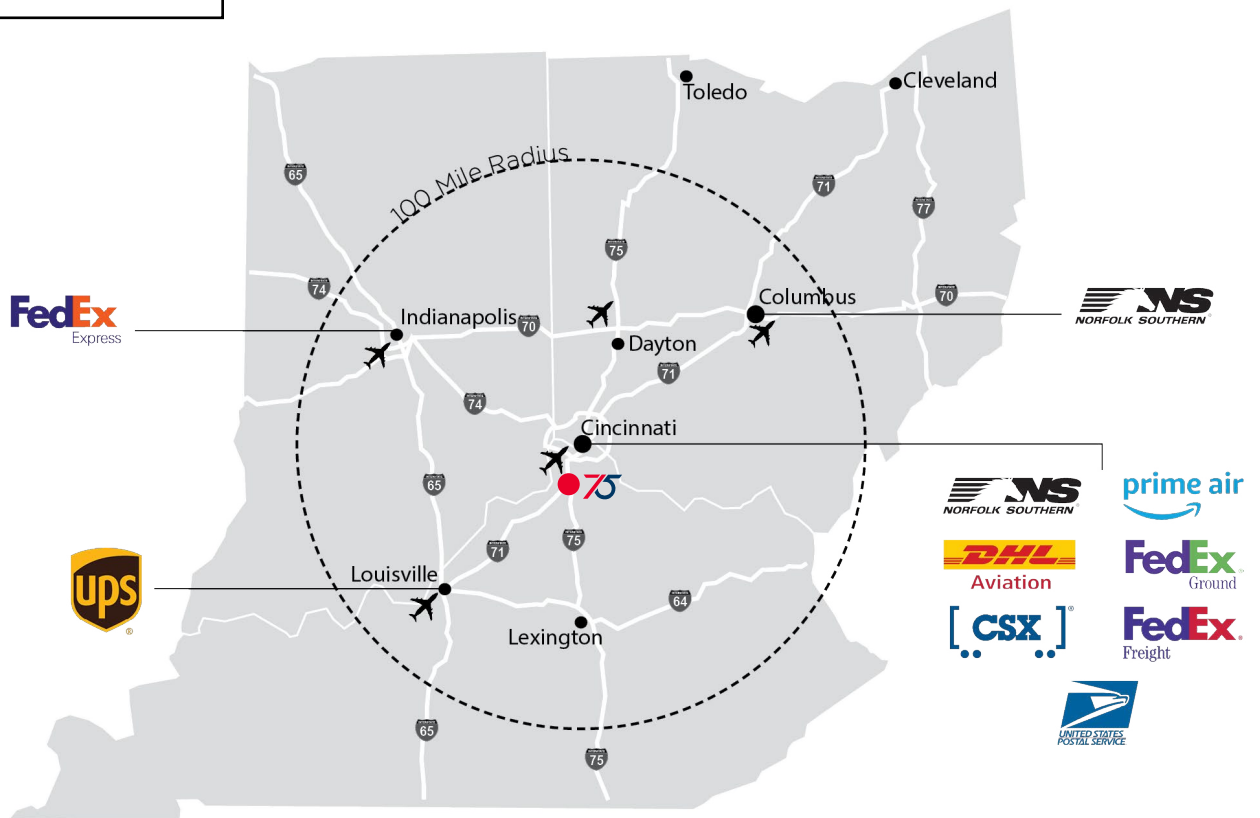 Toledo
Cleveland
100 Mile Radius
65
71
77
75
74
70
Columbus
FedEx
Express
Indianapolis
70
NS
NORFOLK SOUTHERN®
Dayton
71
74
Cincinnati
65
75
NS
NORFOLK SOUTHERN®
prime air
71
75
DHL
Aviation
FedEx
Ground
Louisville
ups
®
64
CSX®
FedEx®
Freight
Lexington
65
75
UNITED STATES
POSTAL SERVICE